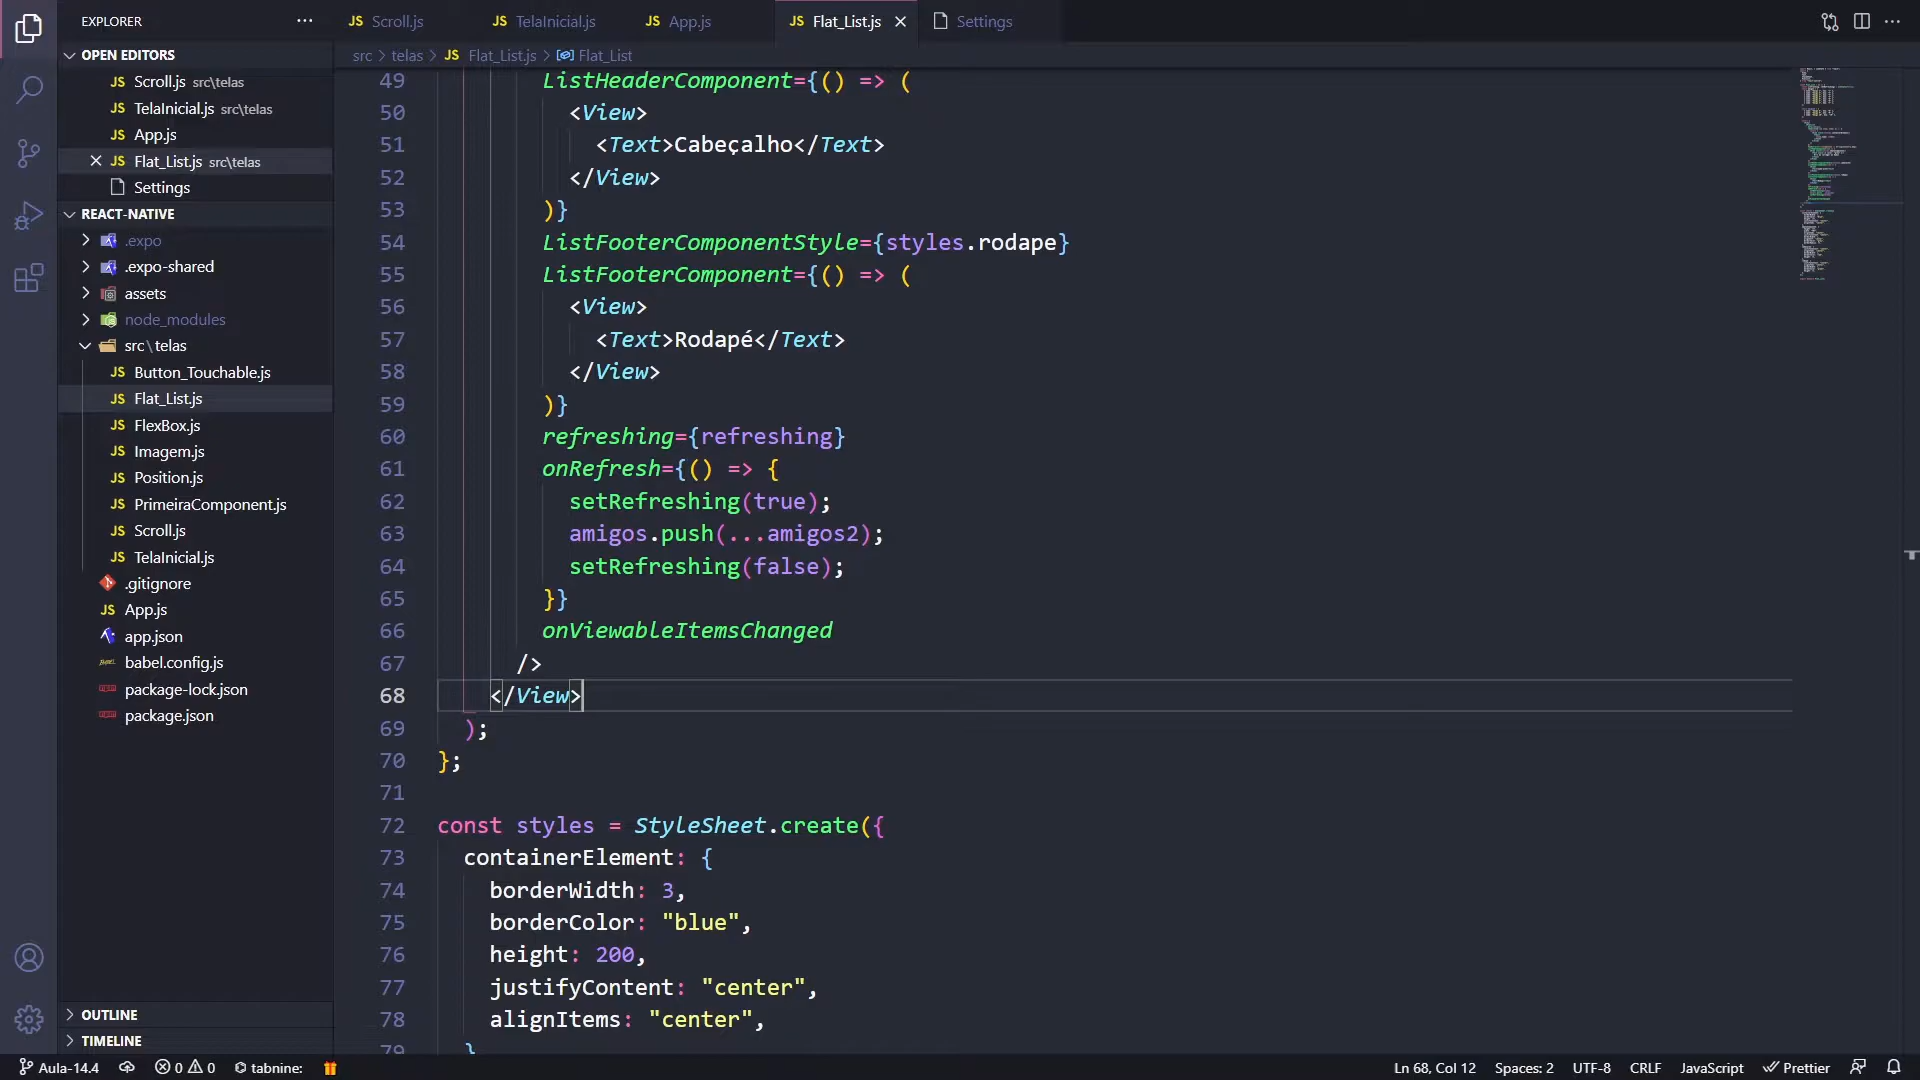 EXPLORER
Scroll.js
TelaInicial.js
App.js
Flat_List.js
Settings
src > telas > JS Flat_List.js > Flat_List
OPEN EDITORS
JS Scroll.js src\telas
JS TelaInicial.js src\telas
JS App.js
JS Flat_List.js src\telas
Settings
REACT-NATIVE
.expo
.expo-shared
assets
node_modules
src\telas
JS Button_Touchable.js
JS Flat_List.js
JS FlexBox.js
JS Imagem.js
JS Position.js
JS PrimeiraComponent.js
JS Scroll.js
JS TelaInicial.js
.gitignore
JS App.js
app.json
babel.config.js
package-lock.json
package.json
OUTLINE
TIMELINE
49 ListHeaderComponent={() => (
50 <View>
51 <Text>Cabeçalho</Text>
52 </View>
53 )}
54 ListFooterComponentStyle={styles.rodape}
55 ListFooterComponent={() => (
56 <View>
57 <Text>Rodapé</Text>
58 </View>
59 )}
60 refreshing={refreshing}
61 onRefresh={() => {
62 setRefreshing(true);
63 amigos.push(...amigos2);
64 setRefreshing(false);
65 }}
66 onViewableItemsChanged
67 />
68 </View>
69 );
70 };
71
72 const styles = StyleSheet.create({
73 containerElement: {
74 borderWidth: 3,
75 borderColor: "blue",
76 height: 200,
77 justifyContent: "center",
78 alignItems: "center",
79 }
Aula-14.4 0 0 tabnine: Ln 68, Col 12 Spaces: 2 UTF-8 CRLF JavaScript Prettier